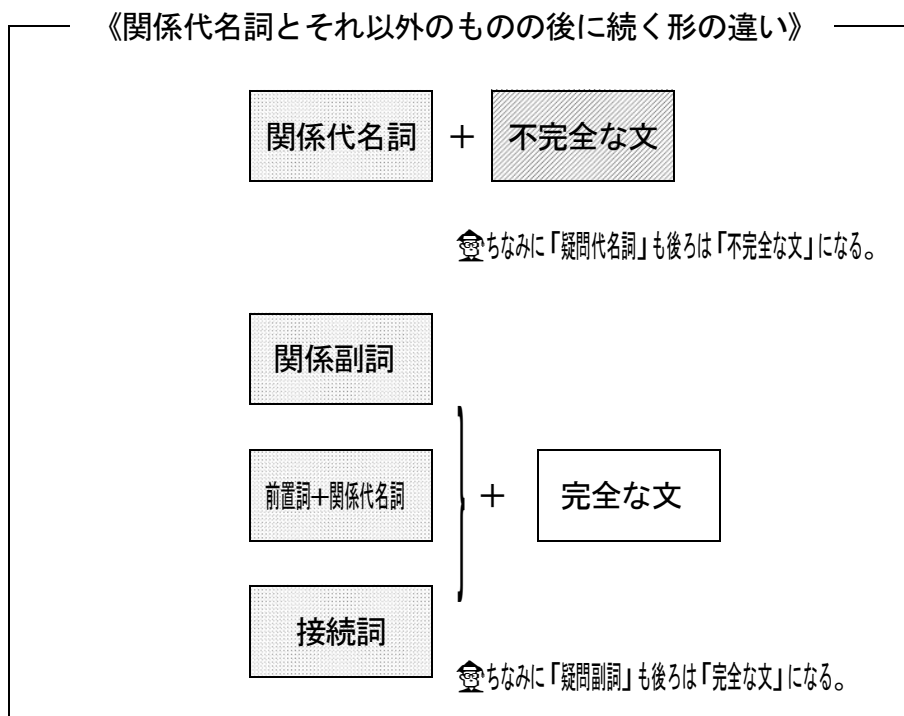 《関係代名詞とそれ以外のものの後に続く形の違い》
関係代名詞 + 不完全な文
ちなみに「疑問代名詞」も後ろは「不完全な文」になる。
関係副詞
前置詞+関係代名詞 + 完全な文
接続詞
ちなみに「疑問副詞」も後ろは「完全な文」になる。